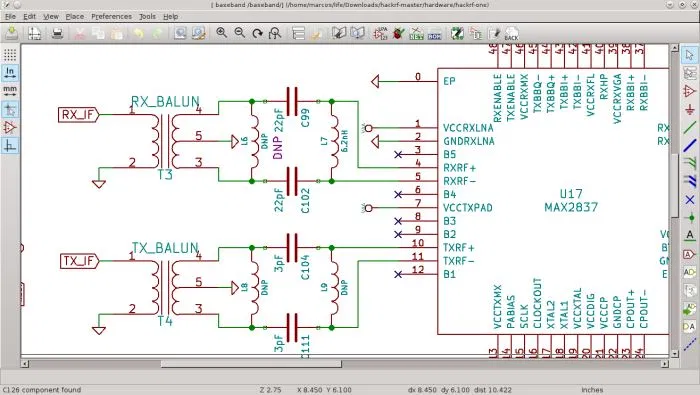 [ baseband /baseband/] (/home/marcos/life/Downloads/hackrf-master/hardware/hackrf-one)
File Edit View Place Preferences Tools Help
In
mm
RX_IF
RX_BALUN
1
2
4
5
3
T3
L6
DNP
22pF
C99
DNP
L7
6.2nH
22pF
C102
TX_IF
TX_BALUN
1
2
4
5
3
T4
L8
DNP
3pF
C104
L9
DNP
3pF
C111
0 EP
1 VCCRXLNA
2 GNDRXLNA
3 B5
4 RXRF+
5 RXRF-
6 B4
7 VCCTXPAD
8 B3
9 B2
10 TXRF+
11 TXRF-
12 B1
RXENABLE
TXENABLE
VCCRXMX
TXBBQ-
TXBBQ+
TXBBI+
TXBBI-
VCCRXFL
RXHP
VCCRXVGA
RXBBI+
RXBBI-
U17
MAX2837
VCCTXMX
PABIAS
SCLK
CLOCKOUT
XTAL2
XTAL1
VCCXTAL
VCCDIG
VCCCP
GNDCP
CPOUT+
CPOUT-
C126 component found
Z 2.75
X 8.450 Y 6.100
dx 8.450 dy 6.100 dist 10.422
Inches